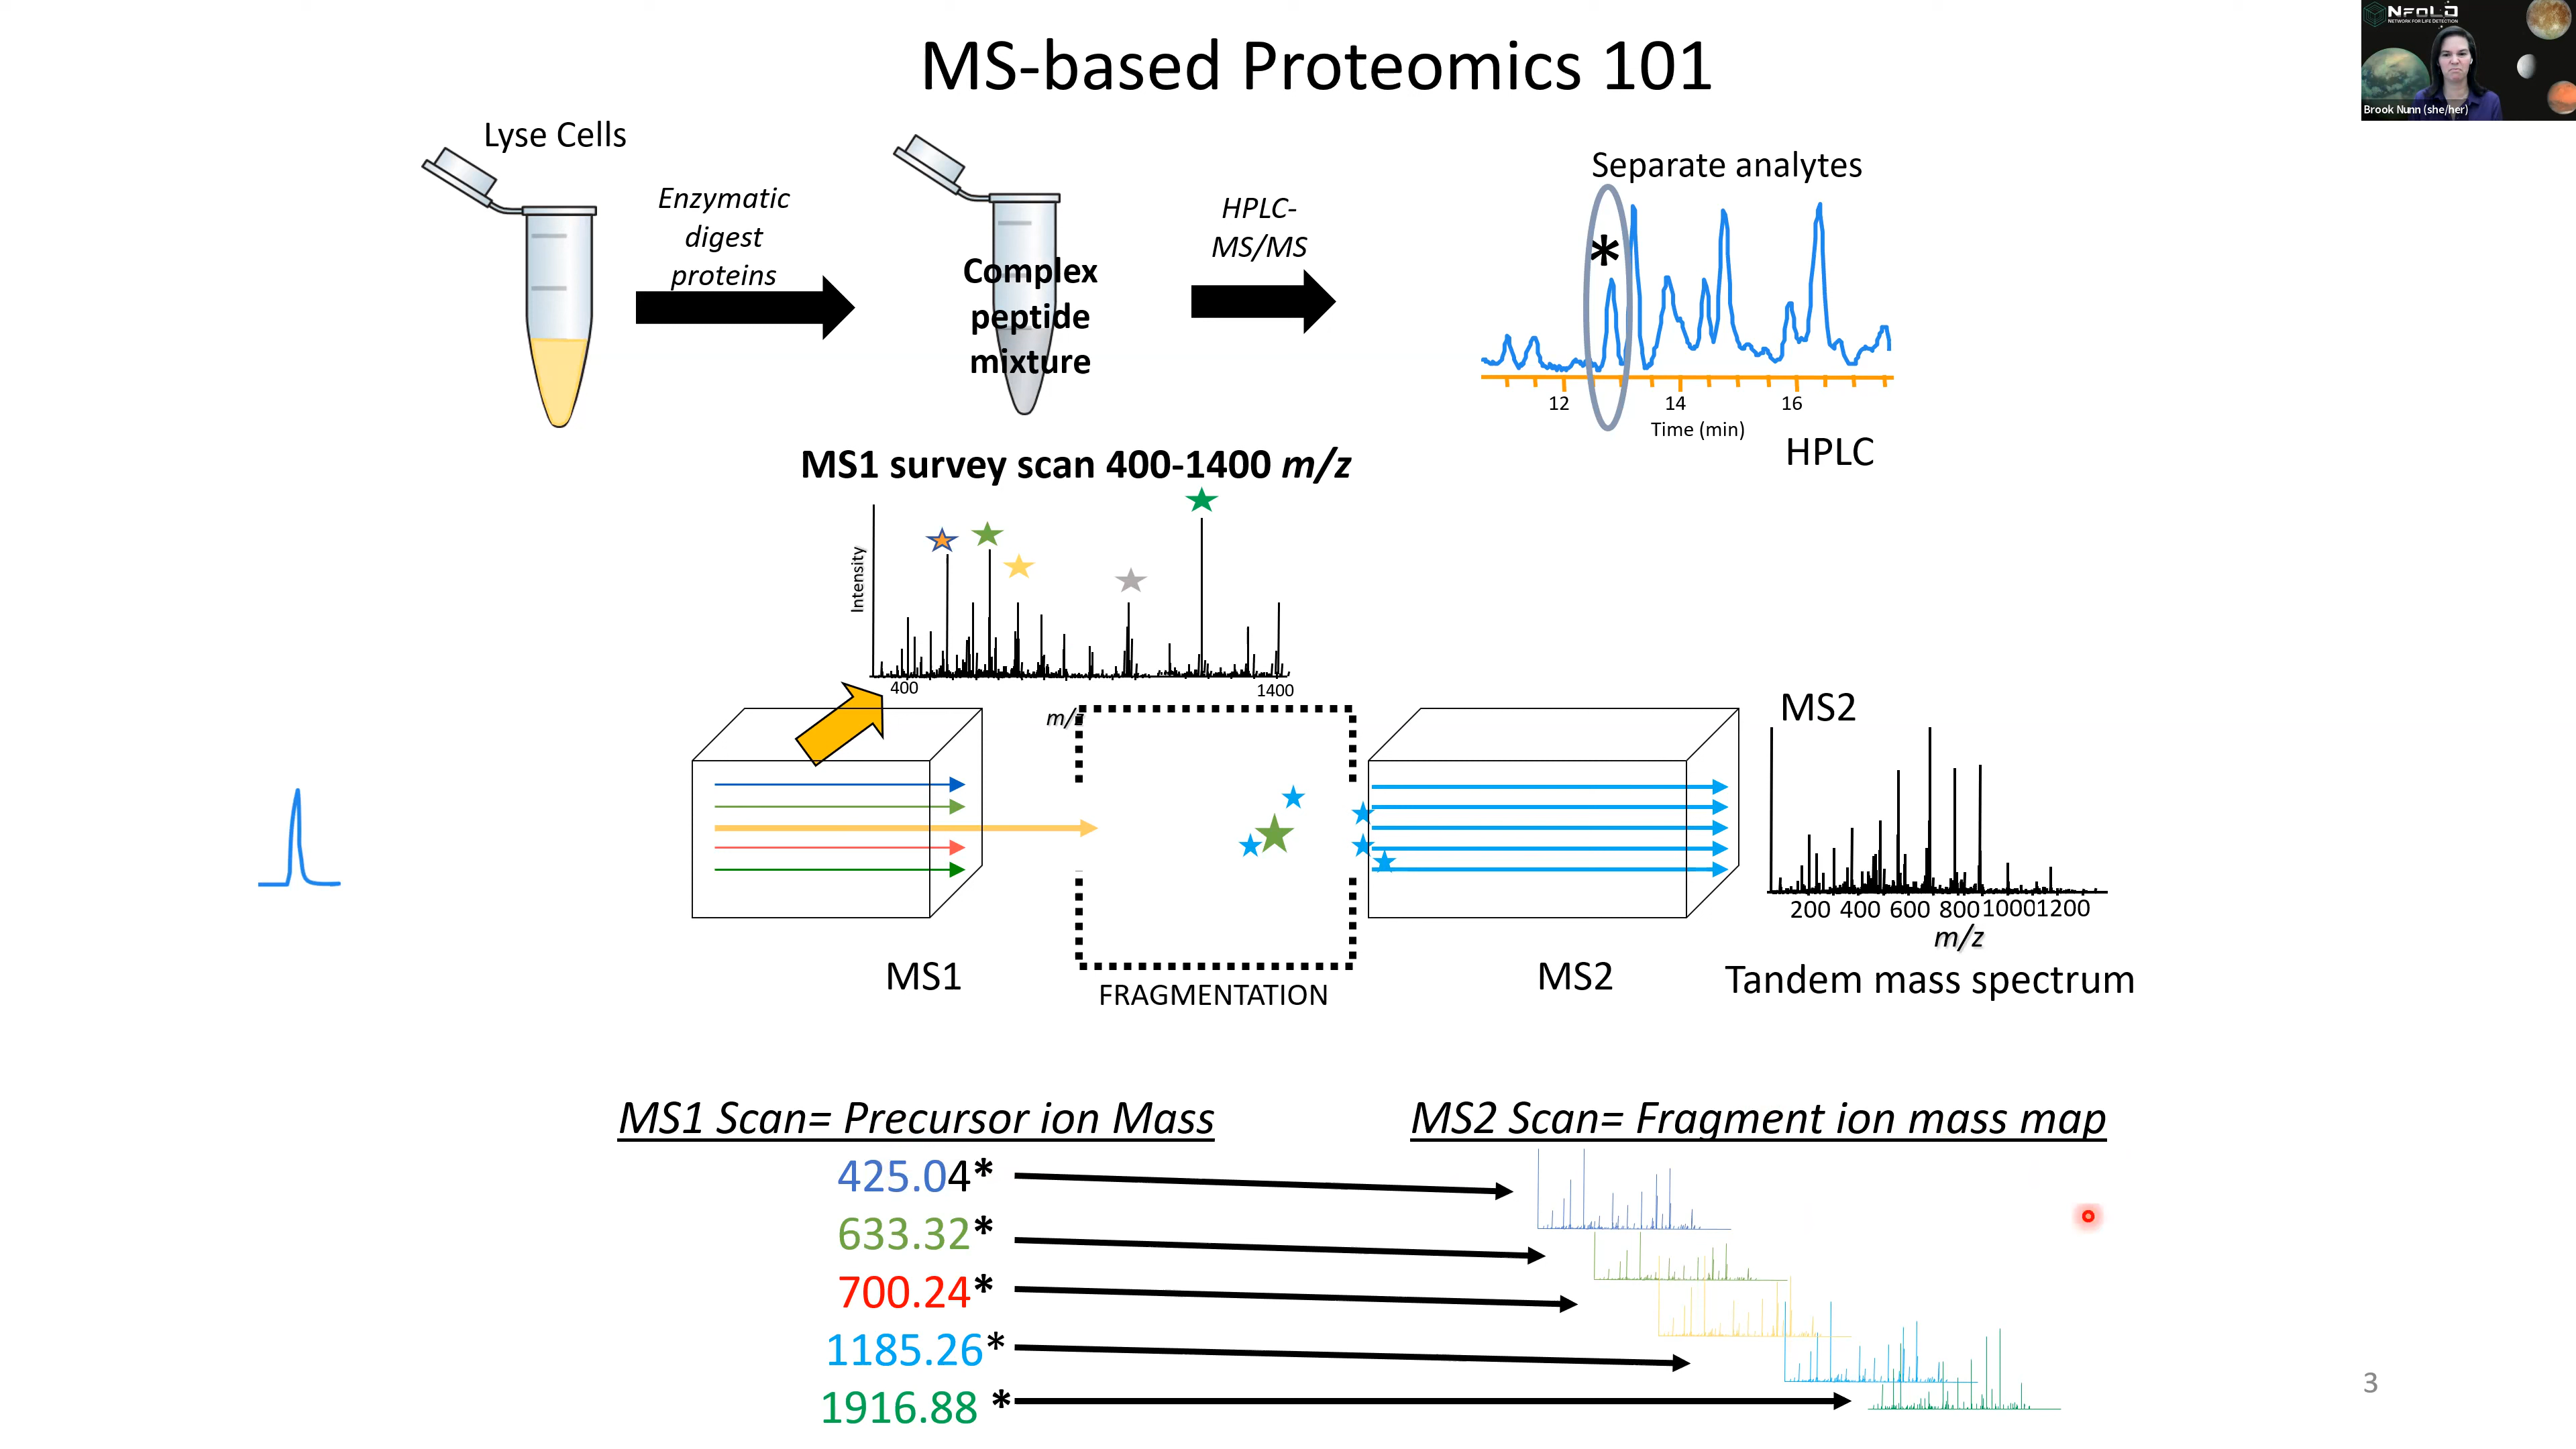 MS-based Proteomics 101
NFoLD
NETWORK FOR LIFE DETECTION
Brook Nunn (she/her)
Lyse Cells
Enzymatic
digest
proteins
Complex
peptide
mixture
HPLC-
MS/MS
Separate analytes
*
12 14 16
Time (min)
HPLC
MS1 survey scan 400-1400 m/z
Intensity
400 1400
m/z
MS1
FRAGMENTATION
MS2
MS2
200 400 600 800 1000 1200
m/z
Tandem mass spectrum
MS1 Scan= Precursor ion Mass
425.04*
633.32*
700.24*
1185.26*
1916.88 *
MS2 Scan= Fragment ion mass map
3